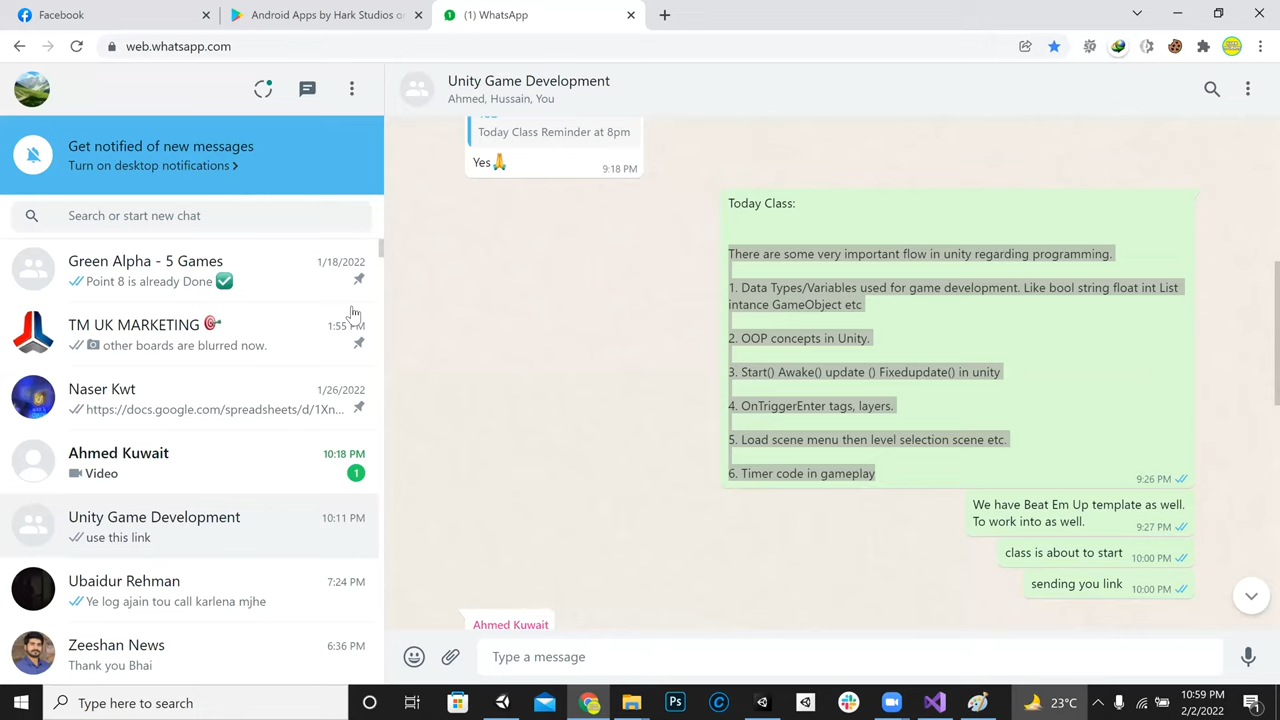 Facebook
Android Apps by Hark Studios or
(1) WhatsApp
web.whatsapp.com
Unity Game Development
Ahmed, Hussain, You
Get notified of new messages
Turn on desktop notifications >
Search or start new chat
Green Alpha - 5 Games
1/18/2022
Point 8 is already Done ✅
TM UK MARKETING 🎯
1:55 PM
other boards are blurred now.
Naser Kwt
1/26/2022
https://docs.google.com/spreadsheets/d/1Xn...
Ahmed Kuwait
10:18 PM
Video
1
Unity Game Development
10:11 PM
use this link
Ubaidur Rehman
7:24 PM
Ye log ajain tou call karlena mjhe
Zeeshan News
6:36 PM
Thank you Bhai
Today Class Reminder at 8pm
Yes🙏
9:18 PM
Today Class:
There are some very important flow in unity regarding programming.
1. Data Types/Variables used for game development. Like bool string float int List
intance GameObject etc
2. OOP concepts in Unity.
3. Start() Awake() update () Fixedupdate() in unity
4. OnTriggerEnter tags, layers.
5. Load scene menu then level selection scene etc.
6. Timer code in gameplay
9:26 PM
We have Beat Em Up template as well.
To work into as well.
9:27 PM
class is about to start
10:00 PM
sending you link
10:00 PM
Ahmed Kuwait
Type a message
Type here to search
Ps
23°C
10:59 PM
2/2/2022